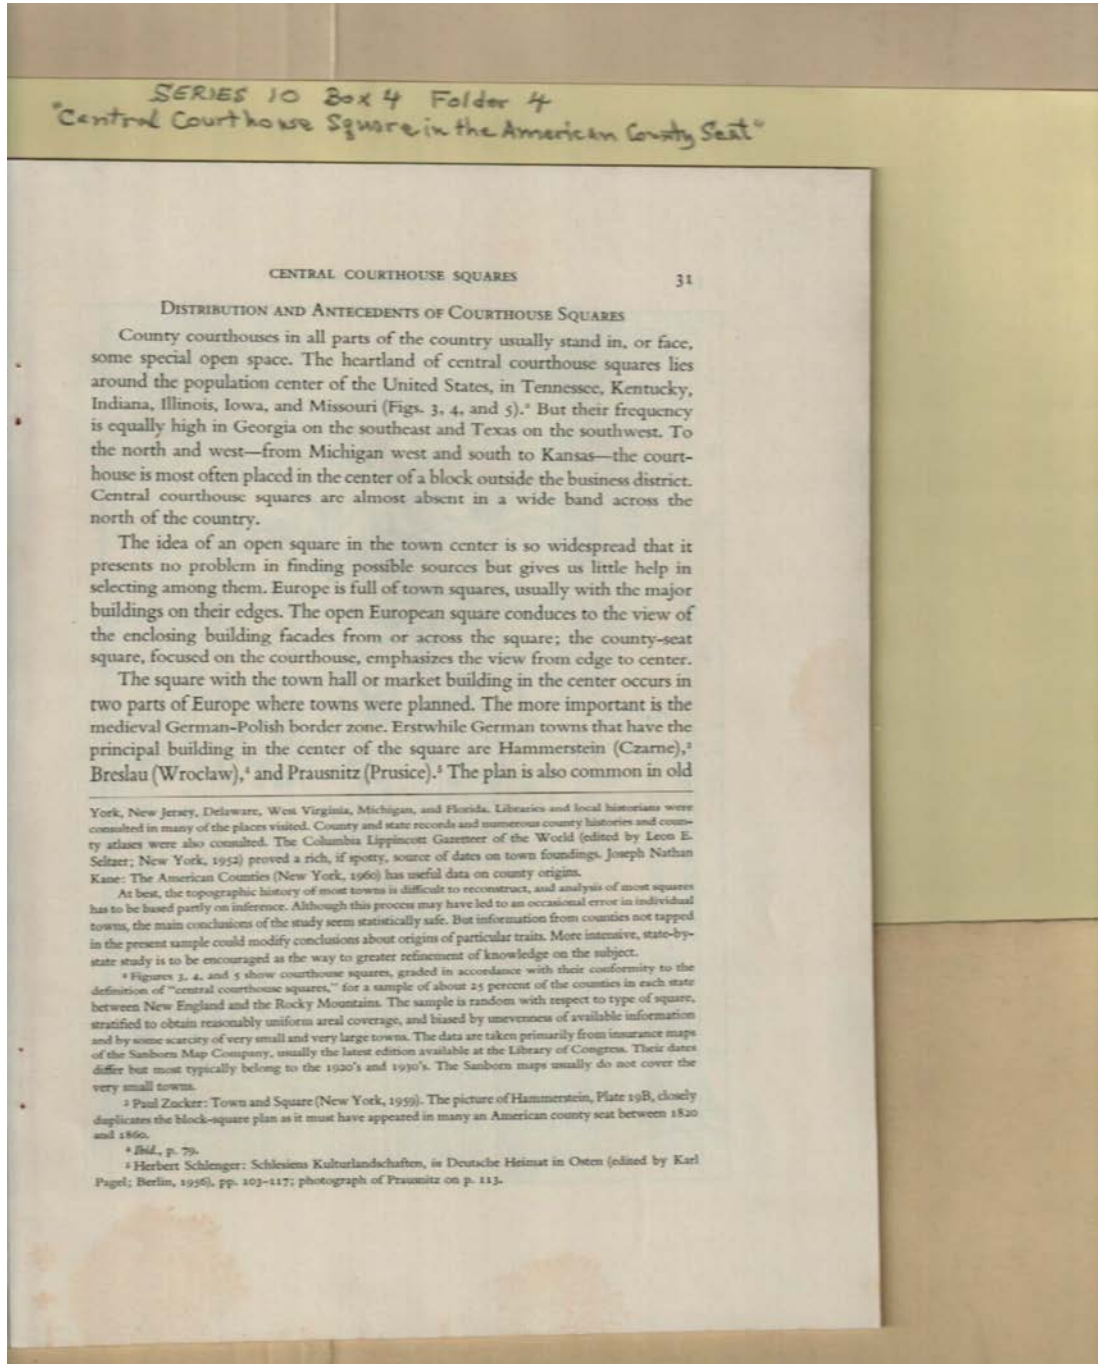 SERIES 10 Box 4 Folder 4
"Central Courthouse Square in the American County Seat"
CENTRAL COURTHOUSE SQUARES 31
DISTRIBUTION AND ANTECEDENTS OF COURTHOUSE SQUARES
County courthouses in all parts of the country usually stand in, or face,
some special open space. The heartland of central courthouse squares lies
around the population center of the United States, in Tennessee, Kentucky,
Indiana, Illinois, Iowa, and Missouri (Figs. 3, 4, and 5).² But their frequency
is equally high in Georgia on the southeast and Texas on the southwest. To
the north and west—from Michigan west and south to Kansas—the court-
house is most often placed in the center of a block outside the business district.
Central courthouse squares are almost absent in a wide band across the
north of the country.
The idea of an open square in the town center is so widespread that it
presents no problem in finding possible sources but gives us little help in
selecting among them. Europe is full of town squares, usually with the major
buildings on their edges. The open European square conduces to the view of
the enclosing building facades from or across the square; the county-seat
square, focused on the courthouse, emphasizes the view from edge to center.
The square with the town hall or market building in the center occurs in
two parts of Europe where towns were planned. The more important is the
medieval German-Polish border zone. Erstwhile German towns that have the
principal building in the center of the square are Hammerstein (Czarne),³
Breslau (Wrocław),⁴ and Prausnitz (Prusice).⁵ The plan is also common in old
York, New Jersey, Delaware, West Virginia, Michigan, and Florida. Libraries and local historians were
consulted in many of the places visited. County and state records and numerous county histories and coun-
ty atlases were also consulted. The Columbia Lippincott Gazetteer of the World (edited by Leon E.
Seltzer; New York, 1952) proved a rich, if spotty, source of dates on town foundings. Joseph Nathan
Kane: The American Counties (New York, 1960) has useful data on county origins.
At best, the topographic history of most towns is difficult to reconstruct, and analysis of most squares
has to be based partly on inference. Although this process may have led to an occasional error in individual
towns, the main conclusions of the study seem statistically safe. But information from counties not tapped
in the present sample could modify conclusions about origins of particular traits. More intensive, state-by-
state study is to be encouraged as the way to greater refinement of knowledge on the subject.
² Figures 3, 4, and 5 show courthouse squares, graded in accordance with their conformity to the
definition of "central courthouse squares," for a sample of about 25 percent of the counties in each state
between New England and the Rocky Mountains. The sample is random with respect to type of square,
stratified to obtain reasonably uniform areal coverage, and biased by unevenness of available information
and by some scarcity of very small and very large towns. The data are taken primarily from insurance maps
of the Sanborn Map Company, usually the latest edition available at the Library of Congress. Their dates
differ but most typically belong to the 1920's and 1930's. The Sanborn maps usually do not cover the
very small towns.
³ Paul Zucker: Town and Square (New York, 1959). The picture of Hammerstein, Plate 19B, closely
duplicates the block-square plan as it must have appeared in many an American county seat between 1820
and 1860.
⁴ Ibid., p. 79.
⁵ Herbert Schlenger: Schlesiens Kulturlandschaften, in Deutsche Heimat in Osten (edited by Karl
Pagel; Berlin, 1956), pp. 103–117; photograph of Prausnitz on p. 113.